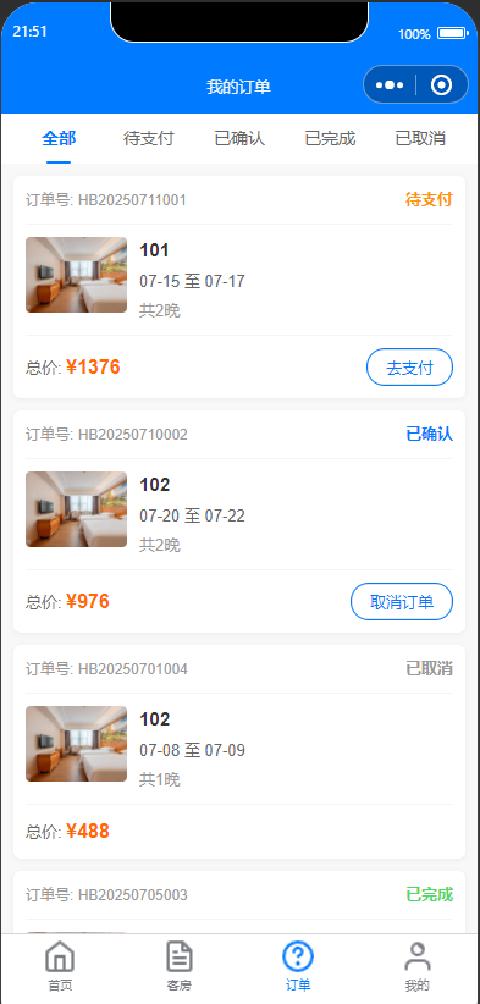 21:51
100%
我的订单
全部 待支付 已确认 已完成 已取消
订单号: HB20250711001 待支付
101
07-15 至 07-17
共2晚
总价: ¥1376 去支付
订单号: HB20250710002 已确认
102
07-20 至 07-22
共2晚
总价: ¥976 取消订单
订单号: HB20250701004 已取消
102
07-08 至 07-09
共1晚
总价: ¥488
订单号: HB20250705003 已完成
首页 客房 订单 我的